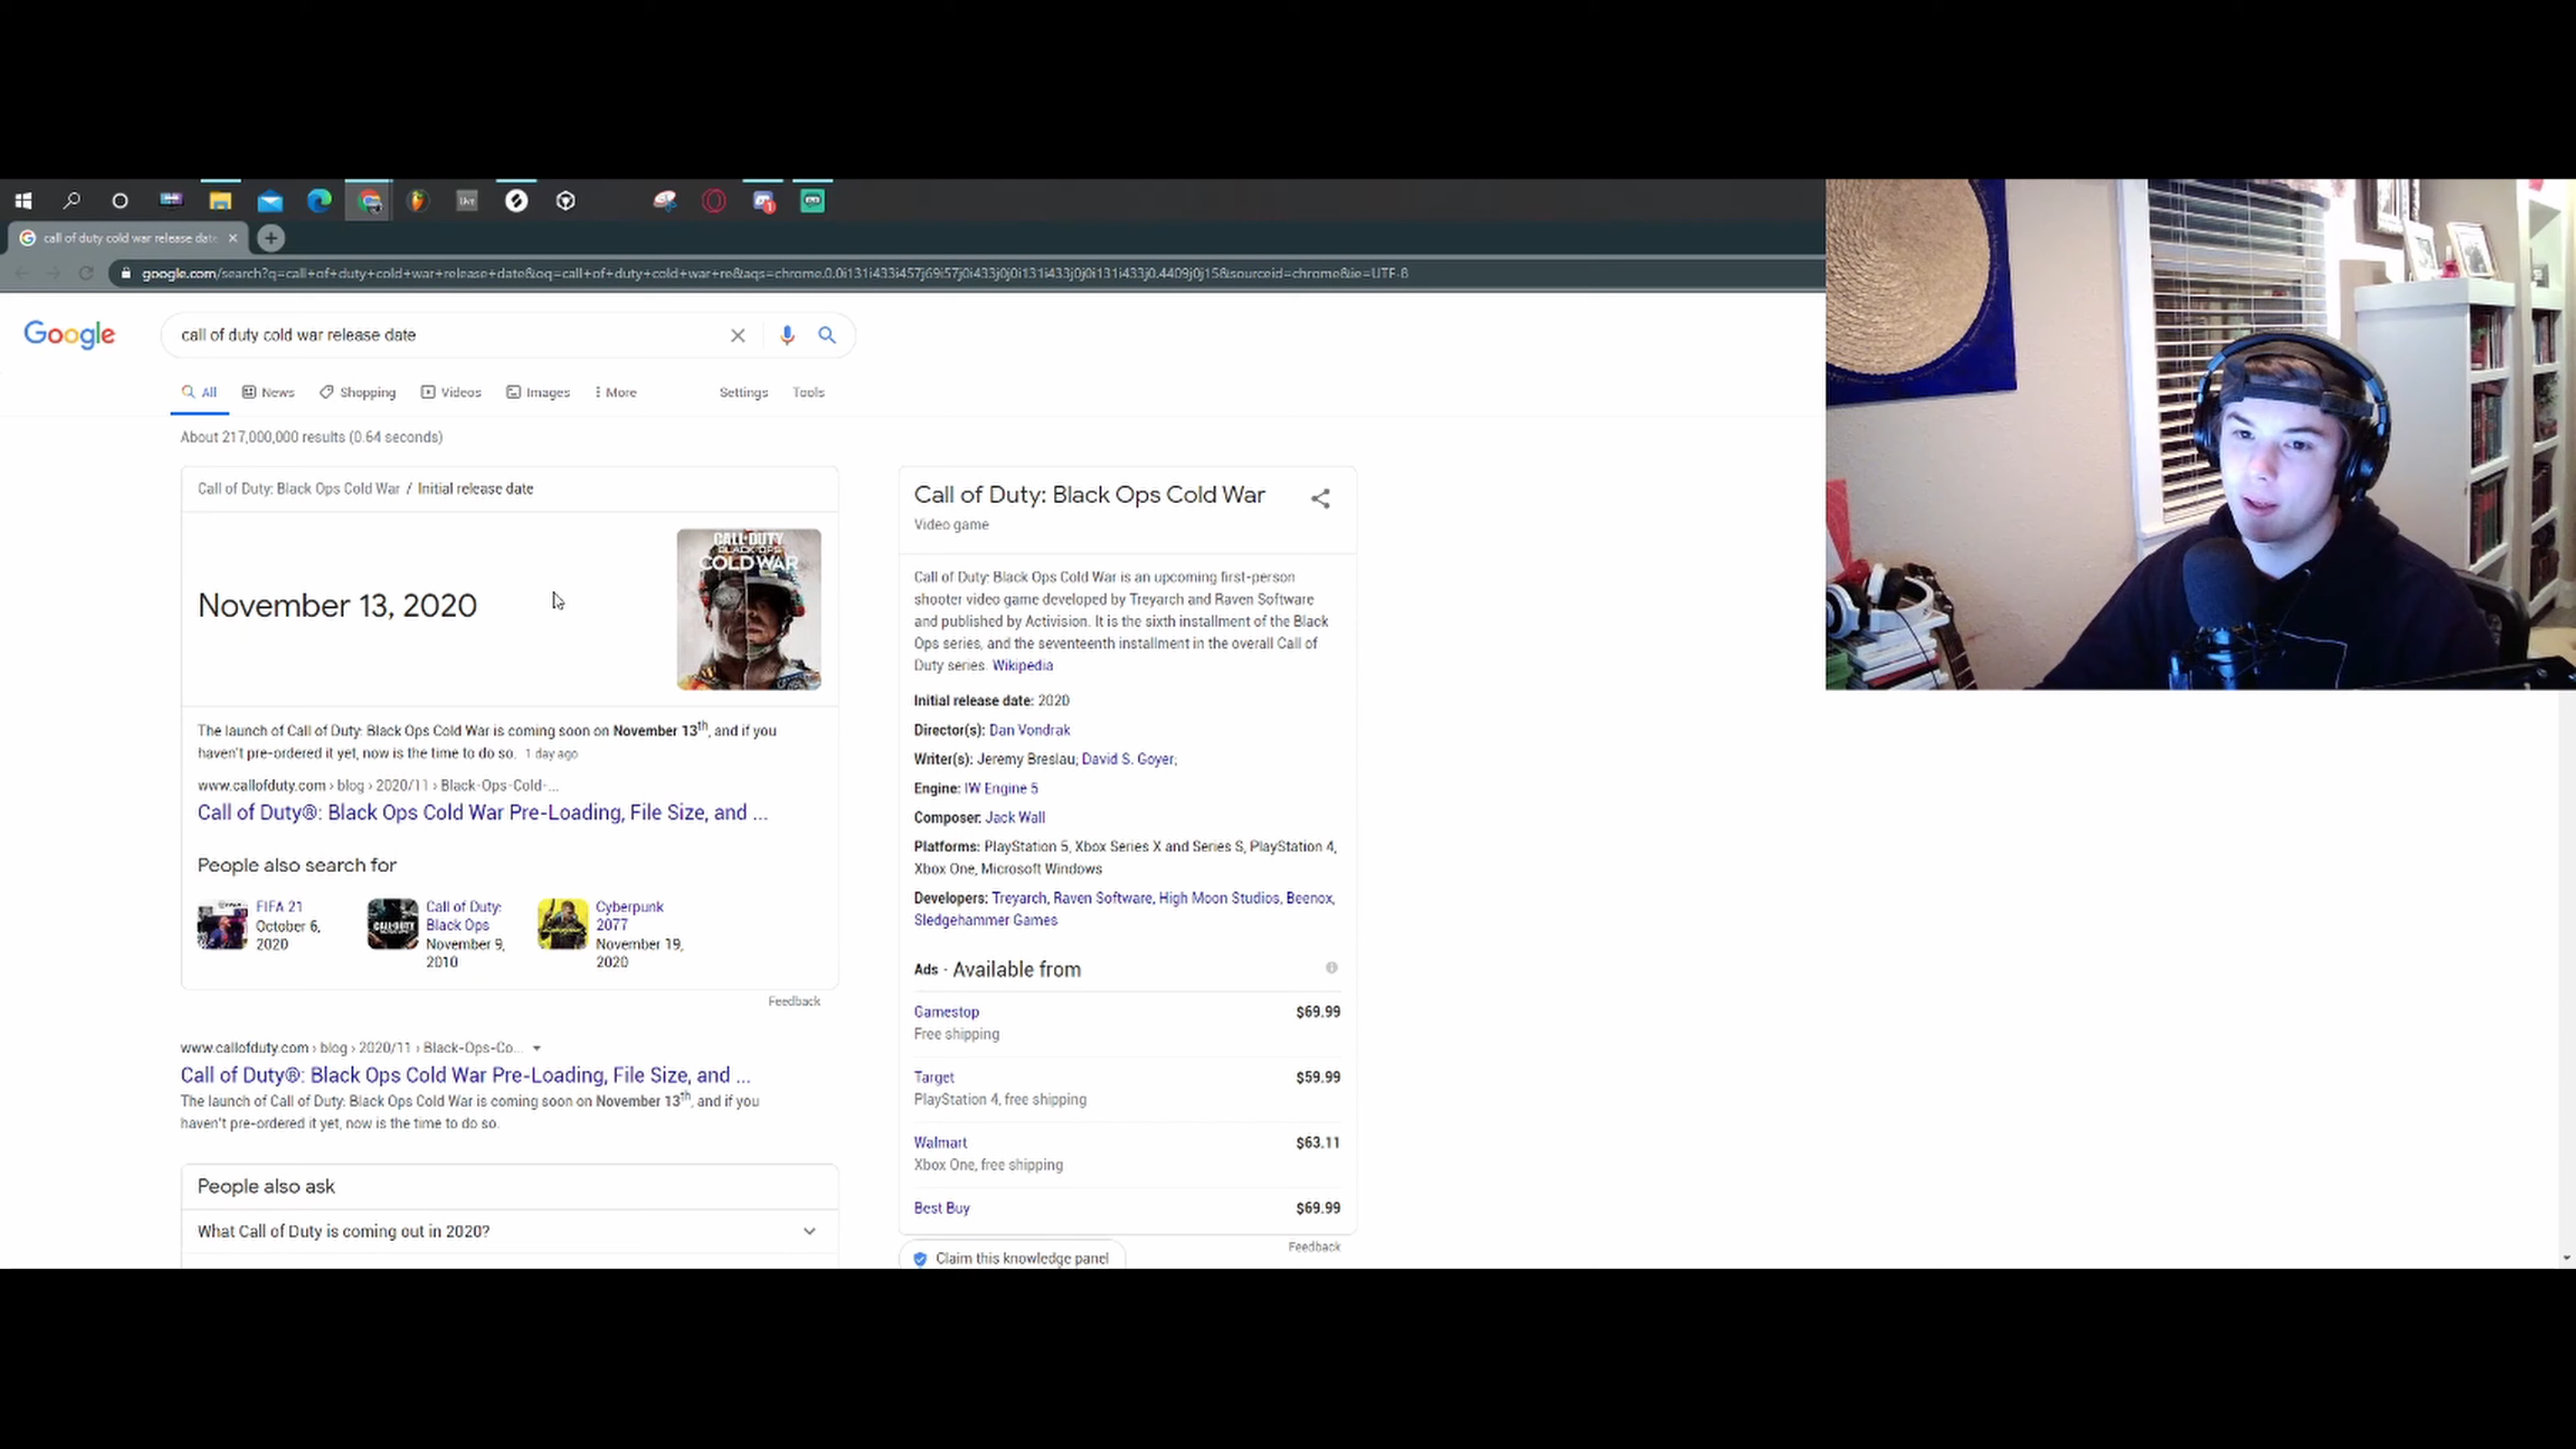 live
1
call of duty cold war release date
google.com/search?q=call+of+duty+cold+war+release+date&oq=call+of+duty+cold+war+re&aqs=chrome.0.0i131i433i457j69i57j0i433j0j0i131i433j0j0i131i433j0.4409j0j15&sourceid=chrome&ie=UTF-8
Google
call of duty cold war release date
All News Shopping Videos Images More Settings Tools
About 217,000,000 results (0.64 seconds)
Call of Duty: Black Ops Cold War / Initial release date
November 13, 2020
CALL OF DUTY
BLACK OPS
COLD WAR
The launch of Call of Duty: Black Ops Cold War is coming soon on November 13th, and if you
haven't pre-ordered it yet, now is the time to do so. 1 day ago
www.callofduty.com › blog › 2020/11 › Black-Ops-Cold-...
Call of Duty®: Black Ops Cold War Pre-Loading, File Size, and ...
People also search for
FIFA 21
October 6,
2020
CALL OF DUTY
Call of Duty:
Black Ops
November 9,
2010
Cyberpunk
2077
November 19,
2020
Feedback
www.callofduty.com › blog › 2020/11 › Black-Ops-Co...
Call of Duty®: Black Ops Cold War Pre-Loading, File Size, and ...
The launch of Call of Duty: Black Ops Cold War is coming soon on November 13th, and if you
haven't pre-ordered it yet, now is the time to do so.
People also ask
What Call of Duty is coming out in 2020?
Call of Duty: Black Ops Cold War
Video game
Call of Duty: Black Ops Cold War is an upcoming first-person
shooter video game developed by Treyarch and Raven Software
and published by Activision. It is the sixth installment of the Black
Ops series, and the seventeenth installment in the overall Call of
Duty series. Wikipedia
Initial release date: 2020
Director(s): Dan Vondrak
Writer(s): Jeremy Breslau; David S. Goyer;
Engine: IW Engine 5
Composer: Jack Wall
Platforms: PlayStation 5, Xbox Series X and Series S, PlayStation 4,
Xbox One, Microsoft Windows
Developers: Treyarch, Raven Software, High Moon Studios, Beenox,
Sledgehammer Games
Ads · Available from
Gamestop $69.99
Free shipping
Target $59.99
PlayStation 4, free shipping
Walmart $63.11
Xbox One, free shipping
Best Buy $69.99
Feedback
Claim this knowledge panel